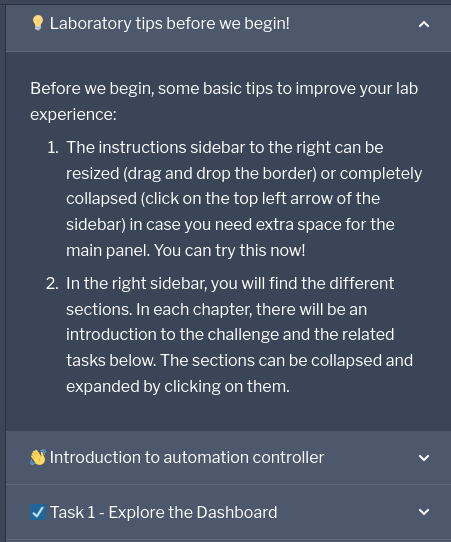 💡 Laboratory tips before we begin!
Before we begin, some basic tips to improve your lab
experience:
1. The instructions sidebar to the right can be
resized (drag and drop the border) or completely
collapsed (click on the top left arrow of the
sidebar) in case you need extra space for the
main panel. You can try this now!
2. In the right sidebar, you will find the different
sections. In each chapter, there will be an
introduction to the challenge and the related
tasks below. The sections can be collapsed and
expanded by clicking on them.
👋 Introduction to automation controller
☑️ Task 1 - Explore the Dashboard